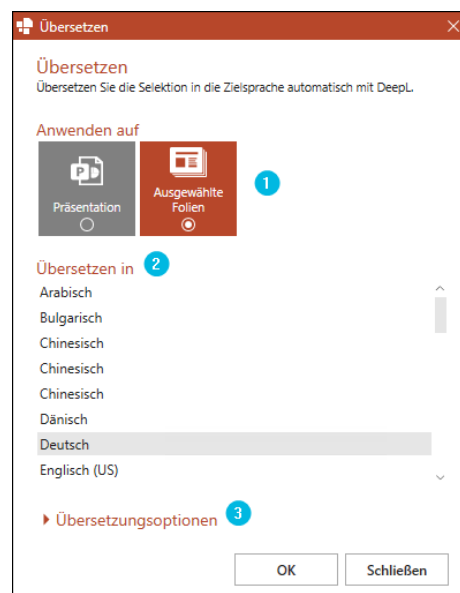 Übersetzen
Übersetzen
Übersetzen Sie die Selektion in die Zielsprache automatisch mit DeepL.
Anwenden auf
Präsentation
Ausgewählte
Folien
1
Übersetzen in 2
Arabisch
Bulgarisch
Chinesisch
Chinesisch
Chinesisch
Dänisch
Deutsch
Englisch (US)
Übersetzungsoptionen 3
OK Schließen